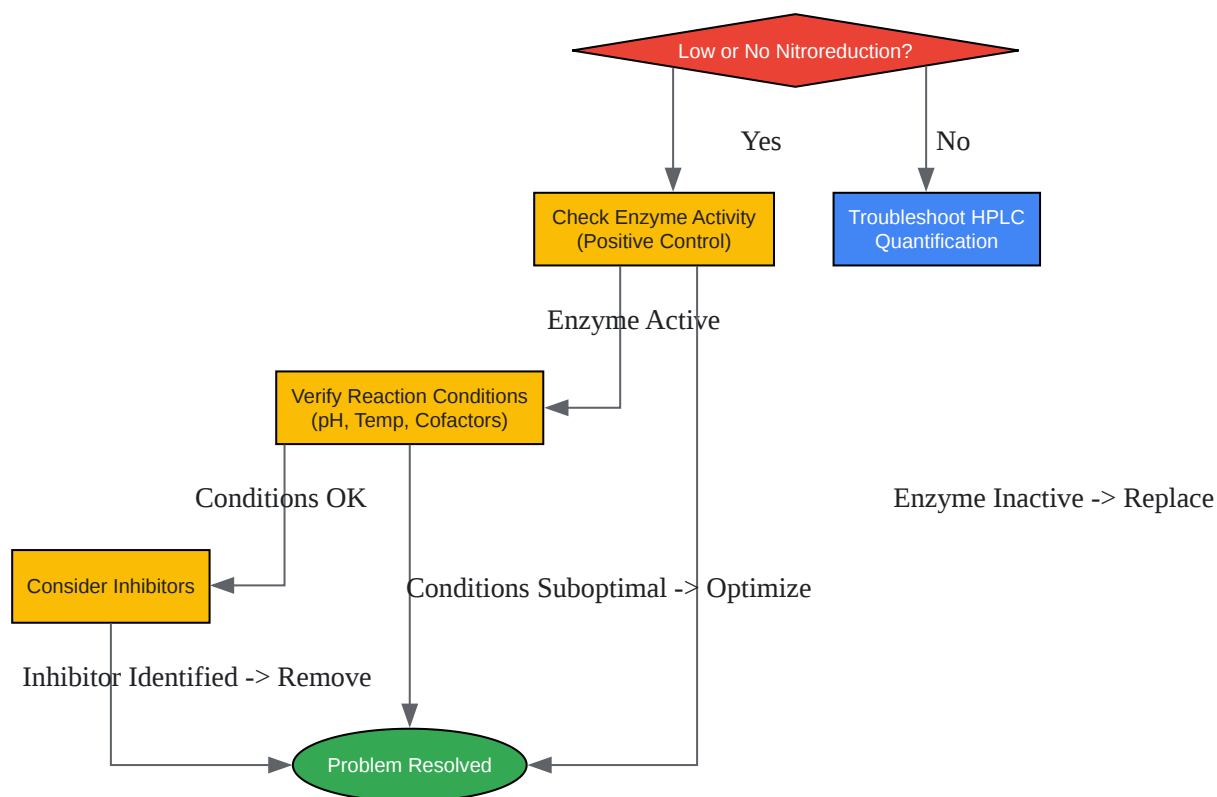 Low or No Nitroreduction?
Yes
No
Check Enzyme Activity
(Positive Control)
Troubleshoot HPLC
Quantification
Enzyme Active
Verify Reaction Conditions
(pH, Temp, Cofactors)
Conditions OK
Enzyme Inactive -> Replace
Consider Inhibitors
Conditions Suboptimal -> Optimize
Inhibitor Identified -> Remove
Problem Resolved